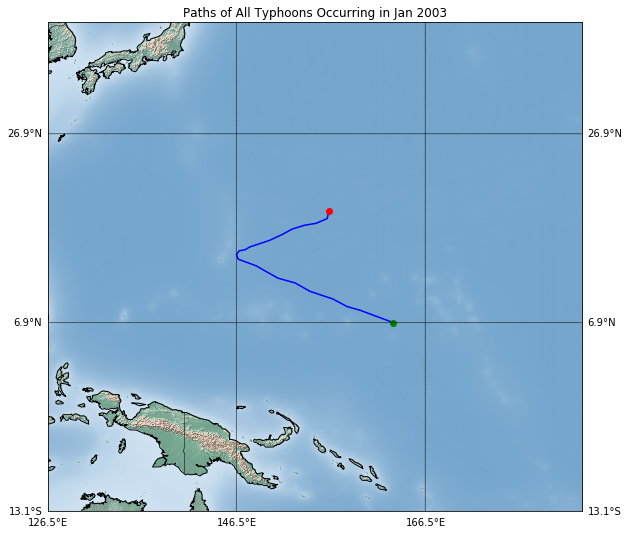 Paths of All Typhoons Occurring in Jan 2003
26.9°N 26.9°N
6.9°N 6.9°N
13.1°S 13.1°S
126.5°E 146.5°E 166.5°E